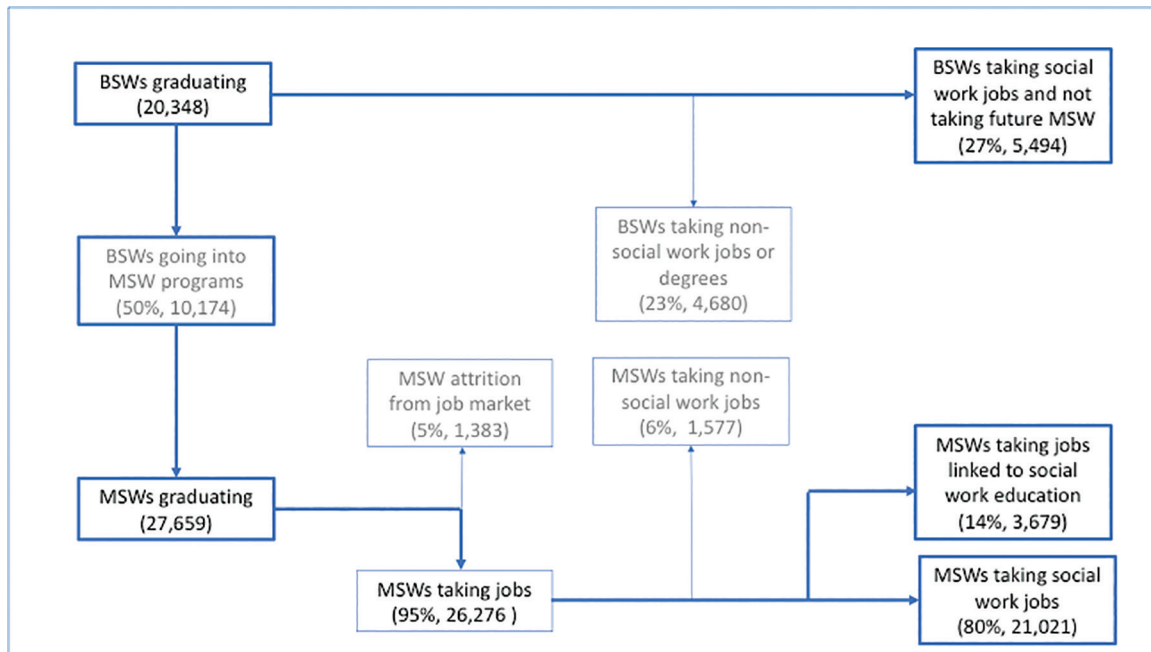 BSWs graduating
(20,348)
BSWs taking social
work jobs and not
taking future MSW
(27%, 5,494)
BSWs taking non-
social work jobs or
degrees
(23%, 4,680)
BSWs going into
MSW programs
(50%, 10,174)
MSW attrition
from job market
(5%, 1,383)
MSWs taking non-
social work jobs
(6%, 1,577)
MSWs taking jobs
linked to social
work education
(14%, 3,679)
MSWs graduating
(27,659)
MSWs taking jobs
(95%, 26,276 )
MSWs taking social
work jobs
(80%, 21,021)